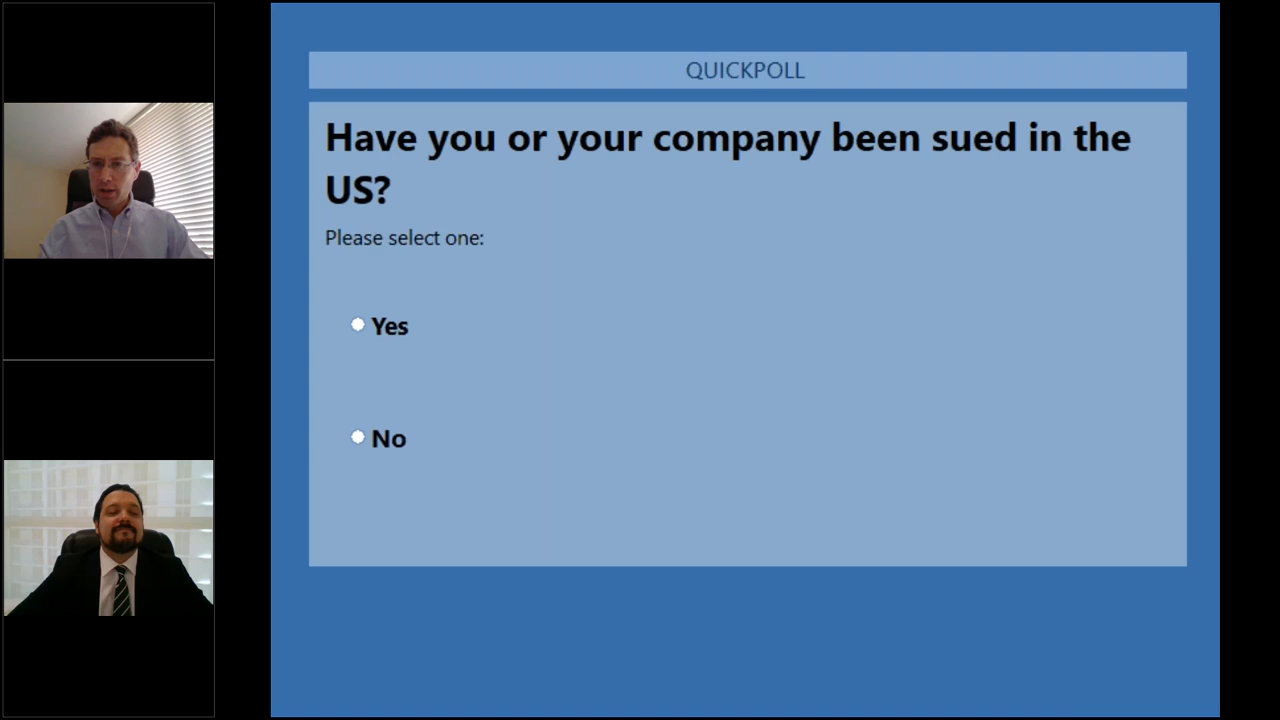 QUICKPOLL
Have you or your company been sued in the
US?
Please select one:
Yes
No